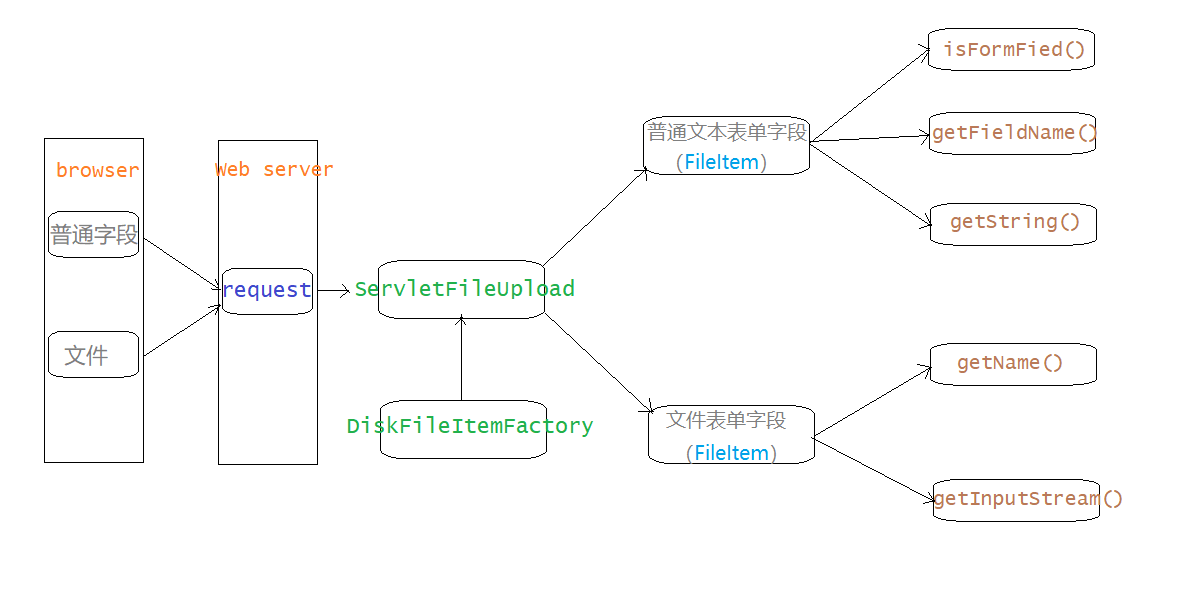 browser
普通字段
文件
Web server
request
ServletFileUpload
DiskFileItemFactory
普通文本表单字段
(FileItem)
isFormFied()
getFieldName()
getString()
文件表单字段
(FileItem)
getName()
getInputStream()